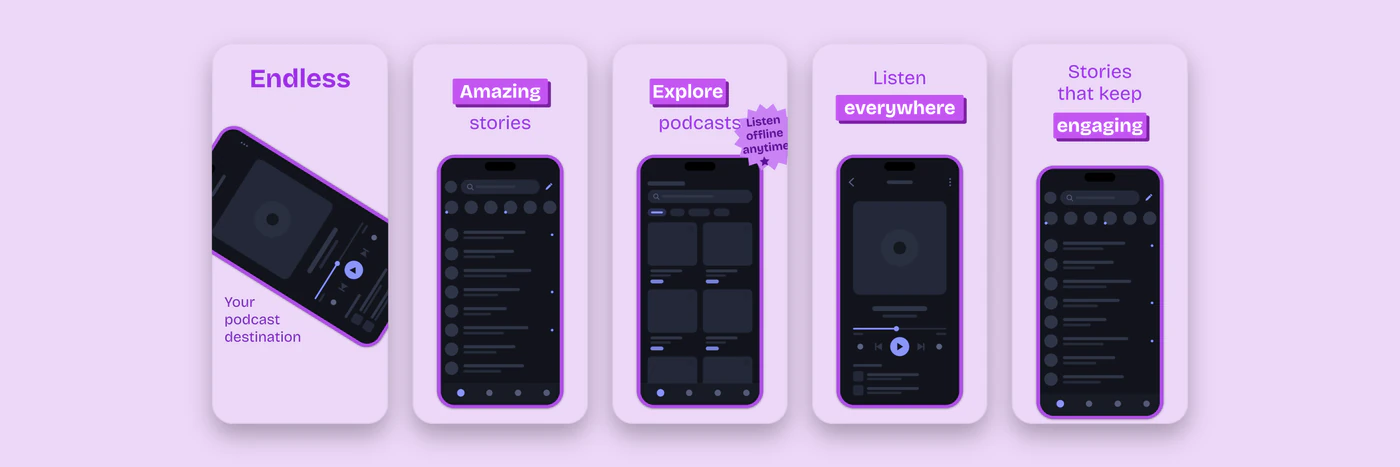 Endless
Your
podcast
destination
Amazing
stories
Explore
podcasts
Listen
offline
anytime
Listen
everywhere
Stories
that keep
engaging